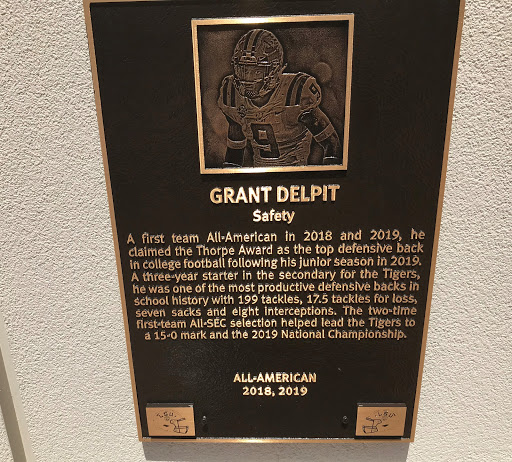 9
GRANT DELPIT
Safety
A first team All-American in 2018 and 2019, he
claimed the Thorpe Award as the top defensive back
in college football following his junior season in 2019.
A three-year starter in the secondary for the Tigers,
he was one of the most productive defensive backs in
school history with 199 tackles, 17.5 tackles for loss,
seven sacks and eight interceptions. The two-time
first-team All-SEC selection helped lead the Tigers to
a 15-0 mark and the 2019 National Championship.
ALL-AMERICAN
2018, 2019
LSU LSU